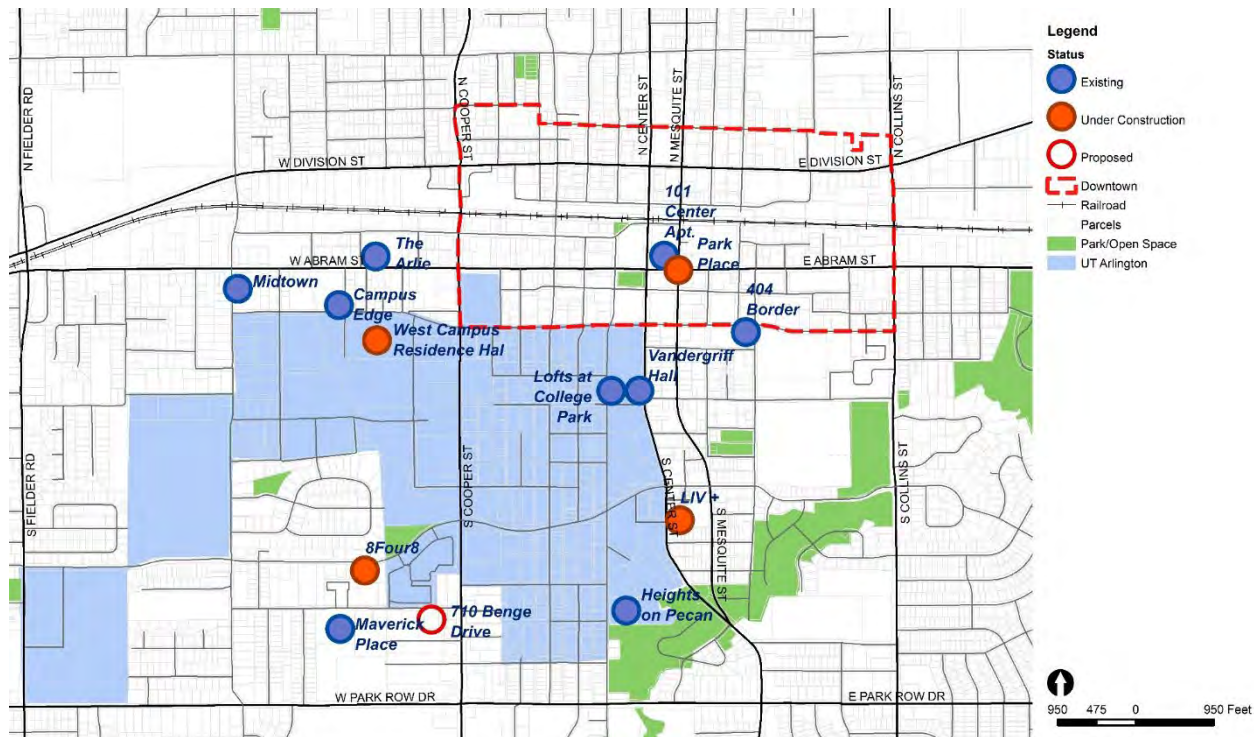 N FIELDER RD
N COOPER ST
N CENTER ST
N MESQUITE ST
N COLLINS ST
W DIVISION ST
E DIVISION ST
101
Center
Apt.
Park
Place
The
Arlie
W ABRAM ST
E ABRAM ST
Midtown
Campus
Edge
404
Border
West Campus
Residence Hal
Vandergriff
Hall
Lofts at
College
Park
S FIELDER RD
S COOPER ST
S CENTER ST
LIV +
S MESQUITE ST
S COLLINS ST
8Four8
710 Benge
Drive
Heights
on Pecan
Maverick
Place
W PARK ROW DR
E PARK ROW DR
Legend
Status
Existing
Under Construction
Proposed
Downtown
Railroad
Parcels
Park/Open Space
UT Arlington
950 475 0 950 Feet